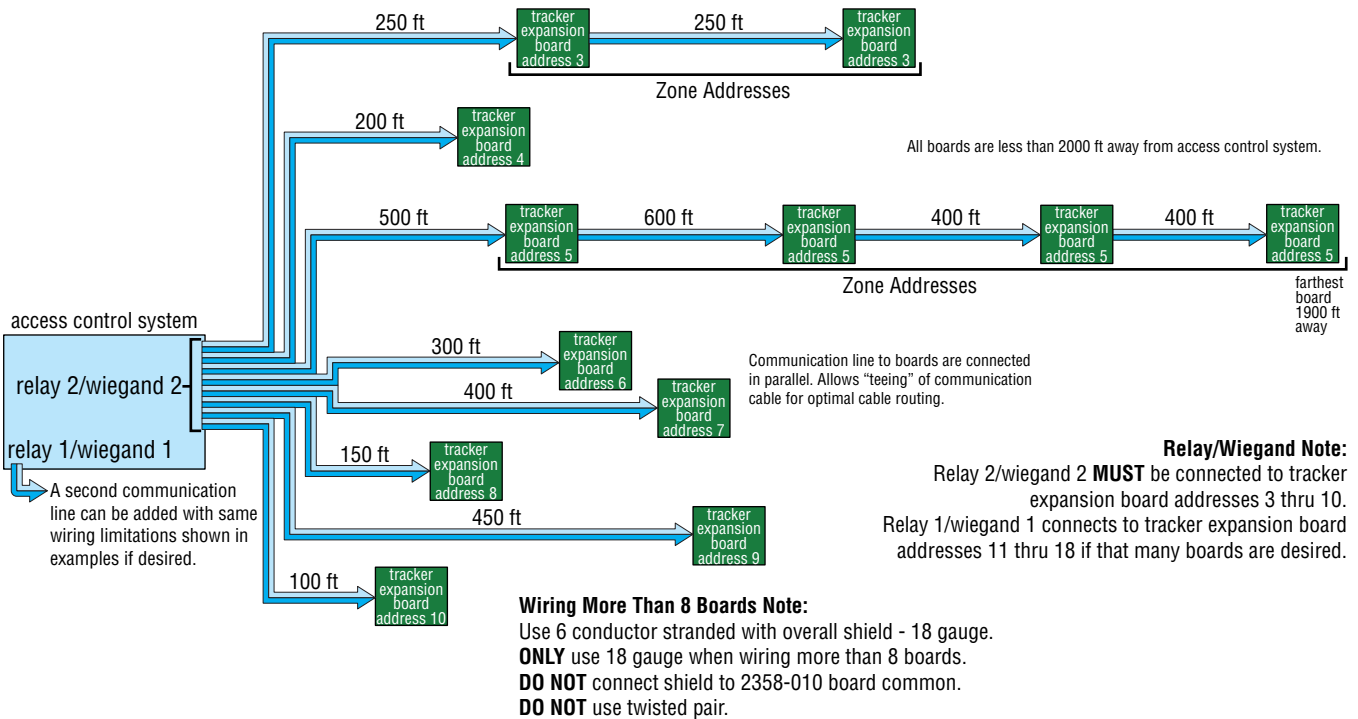 250 ft
tracker
expansion
board
address 3
250 ft
tracker
expansion
board
address 3
Zone Addresses
200 ft
tracker
expansion
board
address 4
All boards are less than 2000 ft away from access control system.
500 ft
tracker
expansion
board
address 5
600 ft
tracker
expansion
board
address 5
400 ft
tracker
expansion
board
address 5
400 ft
tracker
expansion
board
address 5
Zone Addresses
farthest
board
1900 ft
away
access control system
relay 2/wiegand 2
relay 1/wiegand 1
300 ft
tracker
expansion
board
address 6
Communication line to boards are connected
in parallel. Allows “teeing” of communication
cable for optimal cable routing.
400 ft
tracker
expansion
board
address 7
150 ft
tracker
expansion
board
address 8
Relay/Wiegand Note:
Relay 2/wiegand 2 MUST be connected to tracker
expansion board addresses 3 thru 10.
Relay 1/wiegand 1 connects to tracker expansion board
addresses 11 thru 18 if that many boards are desired.
A second communication
line can be added with same
wiring limitations shown in
examples if desired.
450 ft
tracker
expansion
board
address 9
100 ft
tracker
expansion
board
address 10
Wiring More Than 8 Boards Note:
Use 6 conductor stranded with overall shield - 18 gauge.
ONLY use 18 gauge when wiring more than 8 boards.
DO NOT connect shield to 2358-010 board common.
DO NOT use twisted pair.